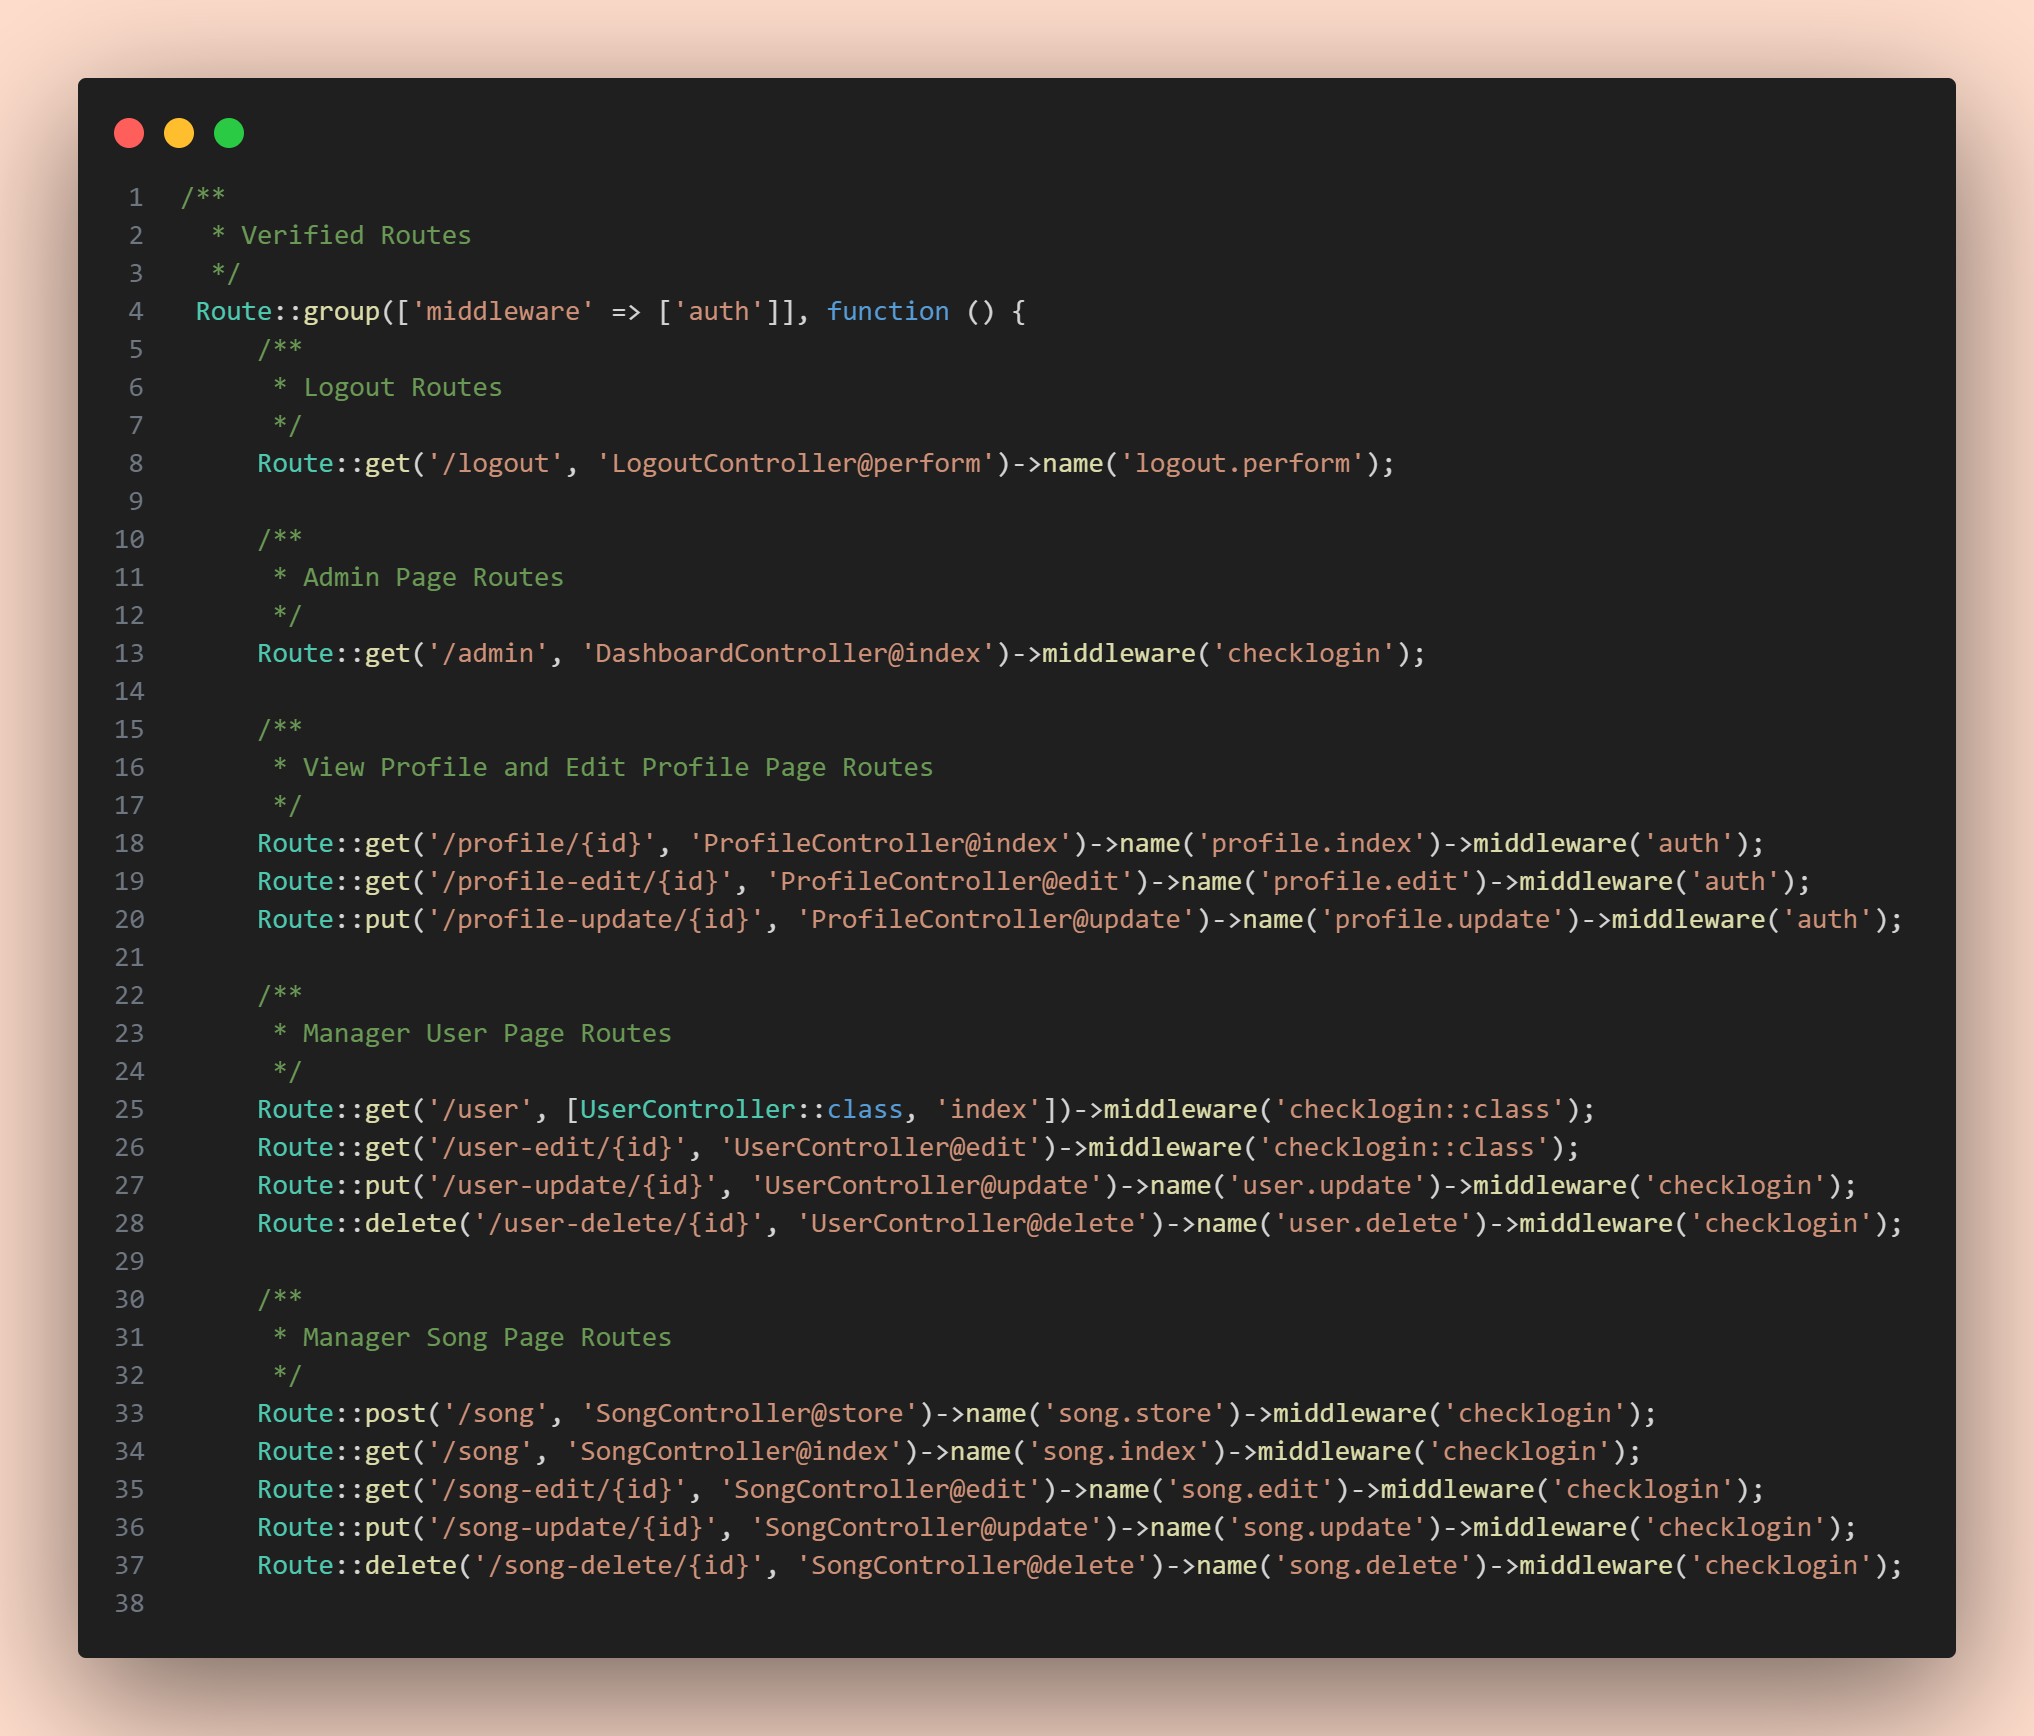 1 /**
2   * Verified Routes
3   */
4  Route::group(['middleware' => ['auth']], function () {
5      /**
6       * Logout Routes
7       */
8      Route::get('/logout', 'LogoutController@perform')->name('logout.perform');
9
10      /**
11       * Admin Page Routes
12       */
13      Route::get('/admin', 'DashboardController@index')->middleware('checklogin');
14
15      /**
16       * View Profile and Edit Profile Page Routes
17       */
18      Route::get('/profile/{id}', 'ProfileController@index')->name('profile.index')->middleware('auth');
19      Route::get('/profile-edit/{id}', 'ProfileController@edit')->name('profile.edit')->middleware('auth');
20      Route::put('/profile-update/{id}', 'ProfileController@update')->name('profile.update')->middleware('auth');
21
22      /**
23       * Manager User Page Routes
24       */
25      Route::get('/user', [UserController::class, 'index'])->middleware('checklogin::class');
26      Route::get('/user-edit/{id}', 'UserController@edit')->middleware('checklogin::class');
27      Route::put('/user-update/{id}', 'UserController@update')->name('user.update')->middleware('checklogin');
28      Route::delete('/user-delete/{id}', 'UserController@delete')->name('user.delete')->middleware('checklogin');
29
30      /**
31       * Manager Song Page Routes
32       */
33      Route::post('/song', 'SongController@store')->name('song.store')->middleware('checklogin');
34      Route::get('/song', 'SongController@index')->name('song.index')->middleware('checklogin');
35      Route::get('/song-edit/{id}', 'SongController@edit')->name('song.edit')->middleware('checklogin');
36      Route::put('/song-update/{id}', 'SongController@update')->name('song.update')->middleware('checklogin');
37      Route::delete('/song-delete/{id}', 'SongController@delete')->name('song.delete')->middleware('checklogin');
38